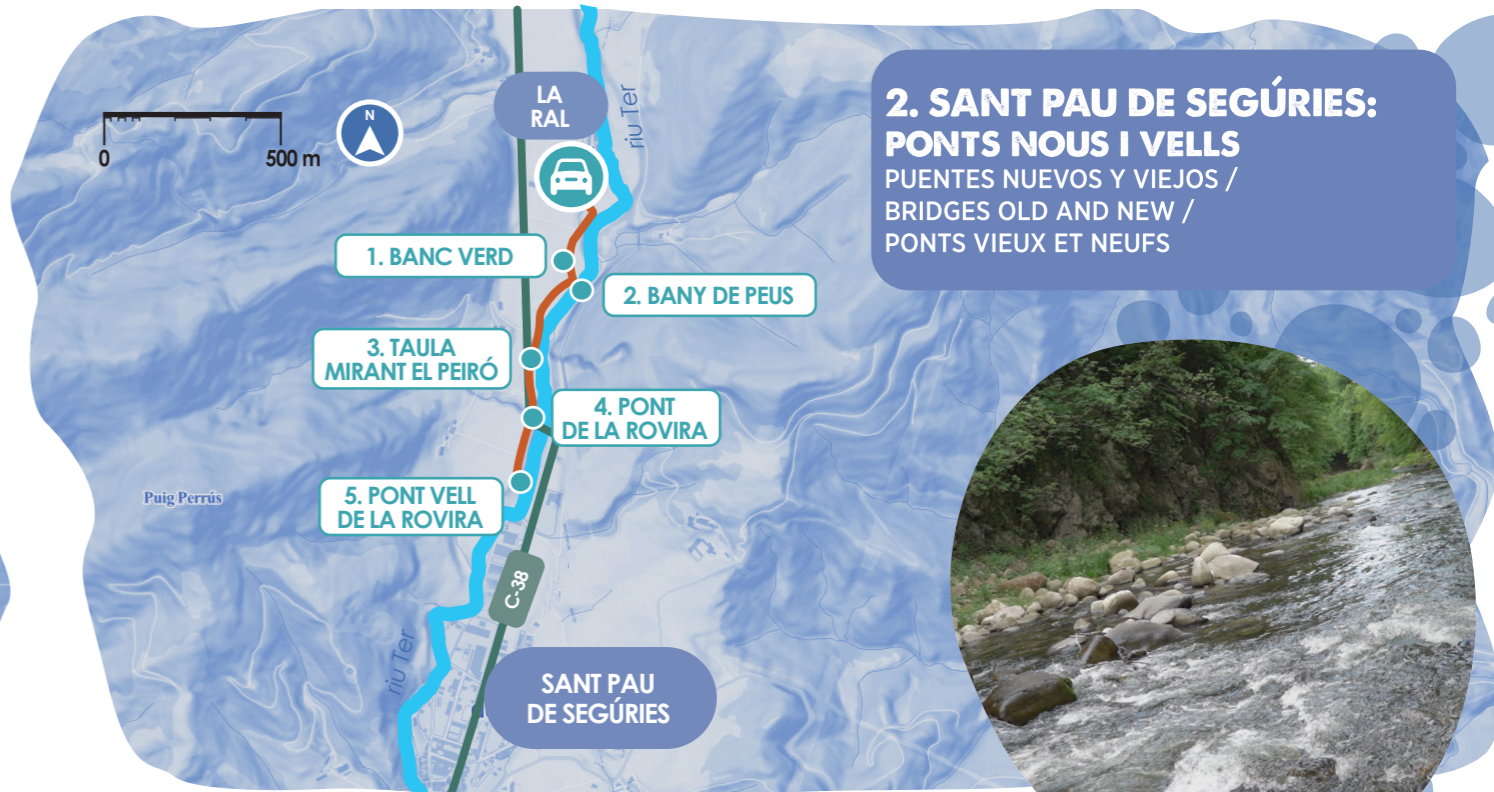 2. SANT PAU DE SEGÚRIES:
PONTS NOUS I VELLS
PUENTES NUEVOS Y VIEJOS /
BRIDGES OLD AND NEW /
PONTS VIEUX ET NEUFS
0
500 m
N
LA
RAL
riu Ter
1. BANC VERD
2. BANY DE PEUS
3. TAULA
MIRANT EL PEIRÓ
4. PONT
DE LA ROVIRA
Puig Perrús
5. PONT VELL
DE LA ROVIRA
C-38
riu Ter
SANT PAU
DE SEGÚRIES